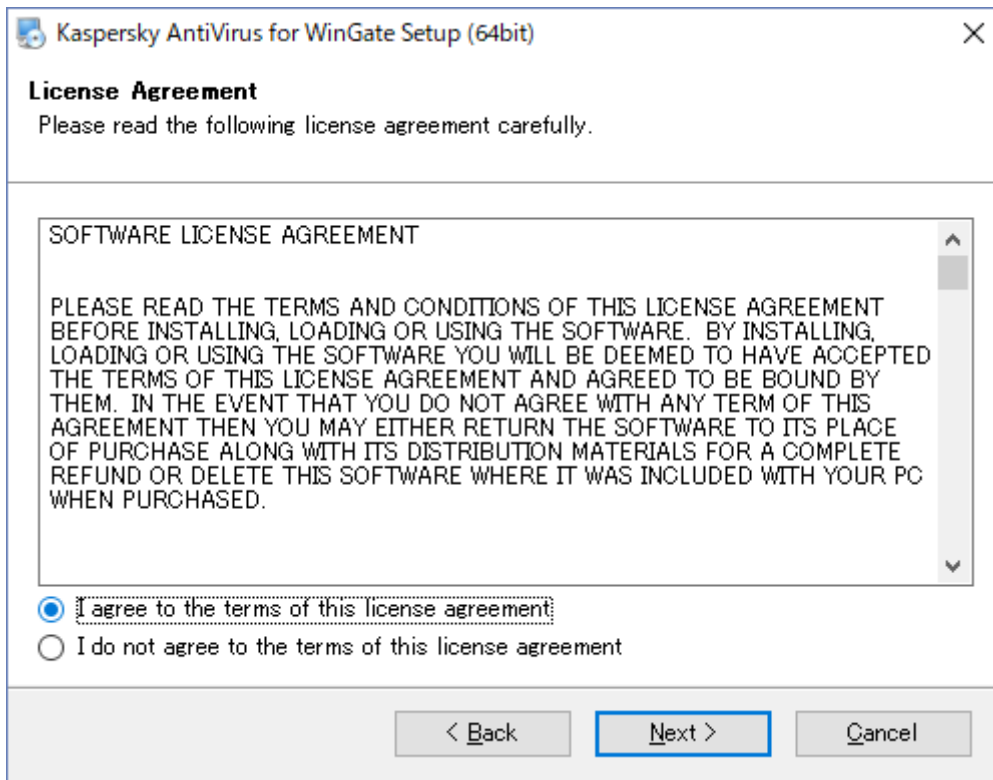 Kaspersky AntiVirus for WinGate Setup (64bit)
License Agreement
Please read the following license agreement carefully.
SOFTWARE LICENSE AGREEMENT
PLEASE READ THE TERMS AND CONDITIONS OF THIS LICENSE AGREEMENT
BEFORE INSTALLING, LOADING OR USING THE SOFTWARE.  BY INSTALLING,
LOADING OR USING THE SOFTWARE YOU WILL BE DEEMED TO HAVE ACCEPTED
THE TERMS OF THIS LICENSE AGREEMENT AND AGREED TO BE BOUND BY
THEM.  IN THE EVENT THAT YOU DO NOT AGREE WITH ANY TERM OF THIS
AGREEMENT THEN YOU MAY EITHER RETURN THE SOFTWARE TO ITS PLACE
OF PURCHASE ALONG WITH ITS DISTRIBUTION MATERIALS FOR A COMPLETE
REFUND OR DELETE THIS SOFTWARE WHERE IT WAS INCLUDED WITH YOUR PC
WHEN PURCHASED.
I agree to the terms of this license agreement
I do not agree to the terms of this license agreement
< Back
Next >
Cancel